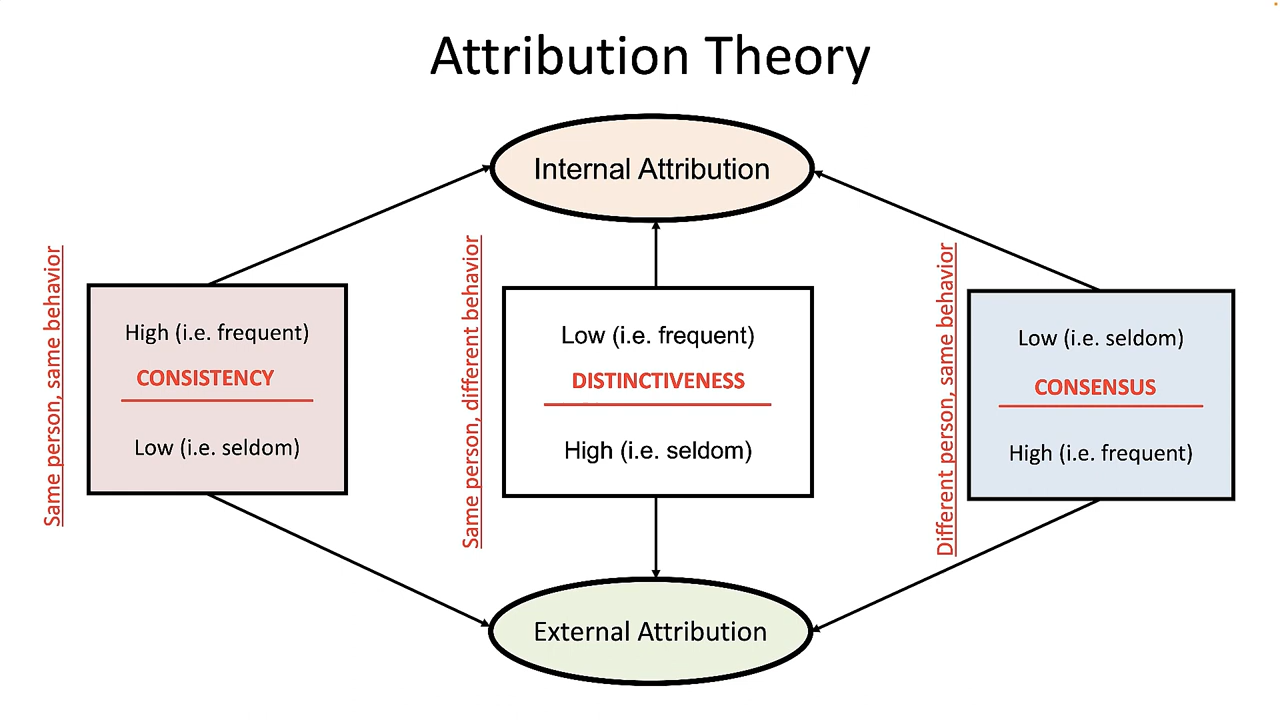 Attribution Theory
Internal Attribution
Same person, same behavior
High (i.e. frequent)
CONSISTENCY
Low (i.e. seldom)
Same person, different behavior
Low (i.e. frequent)
DISTINCTIVENESS
High (i.e. seldom)
Different person, same behavior
Low (i.e. seldom)
CONSENSUS
High (i.e. frequent)
External Attribution